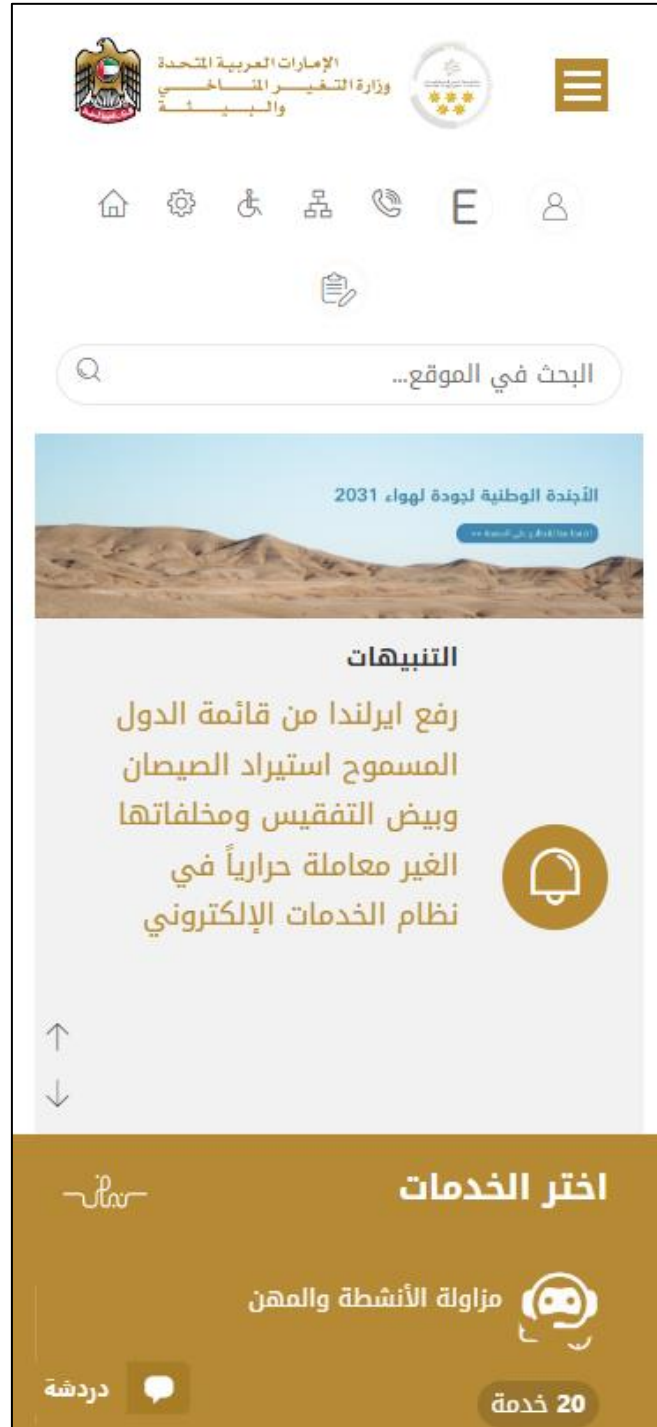 الإمارات العربية المتحدة
وزارة التغير المناخي
والبيئة
E
البحث في الموقع...
الأجندة الوطنية لجودة لهواء 2031
التنبيهات
رفع ايرلندا من قائمة الدول
المسموح استيراد الصيصان
وبيض التفقيس ومخلفاتها
الغير معاملة حرارياً في
نظام الخدمات الإلكتروني
اختر الخدمات
مزاولة الأنشطة والمهن
دردشة
20 خدمة